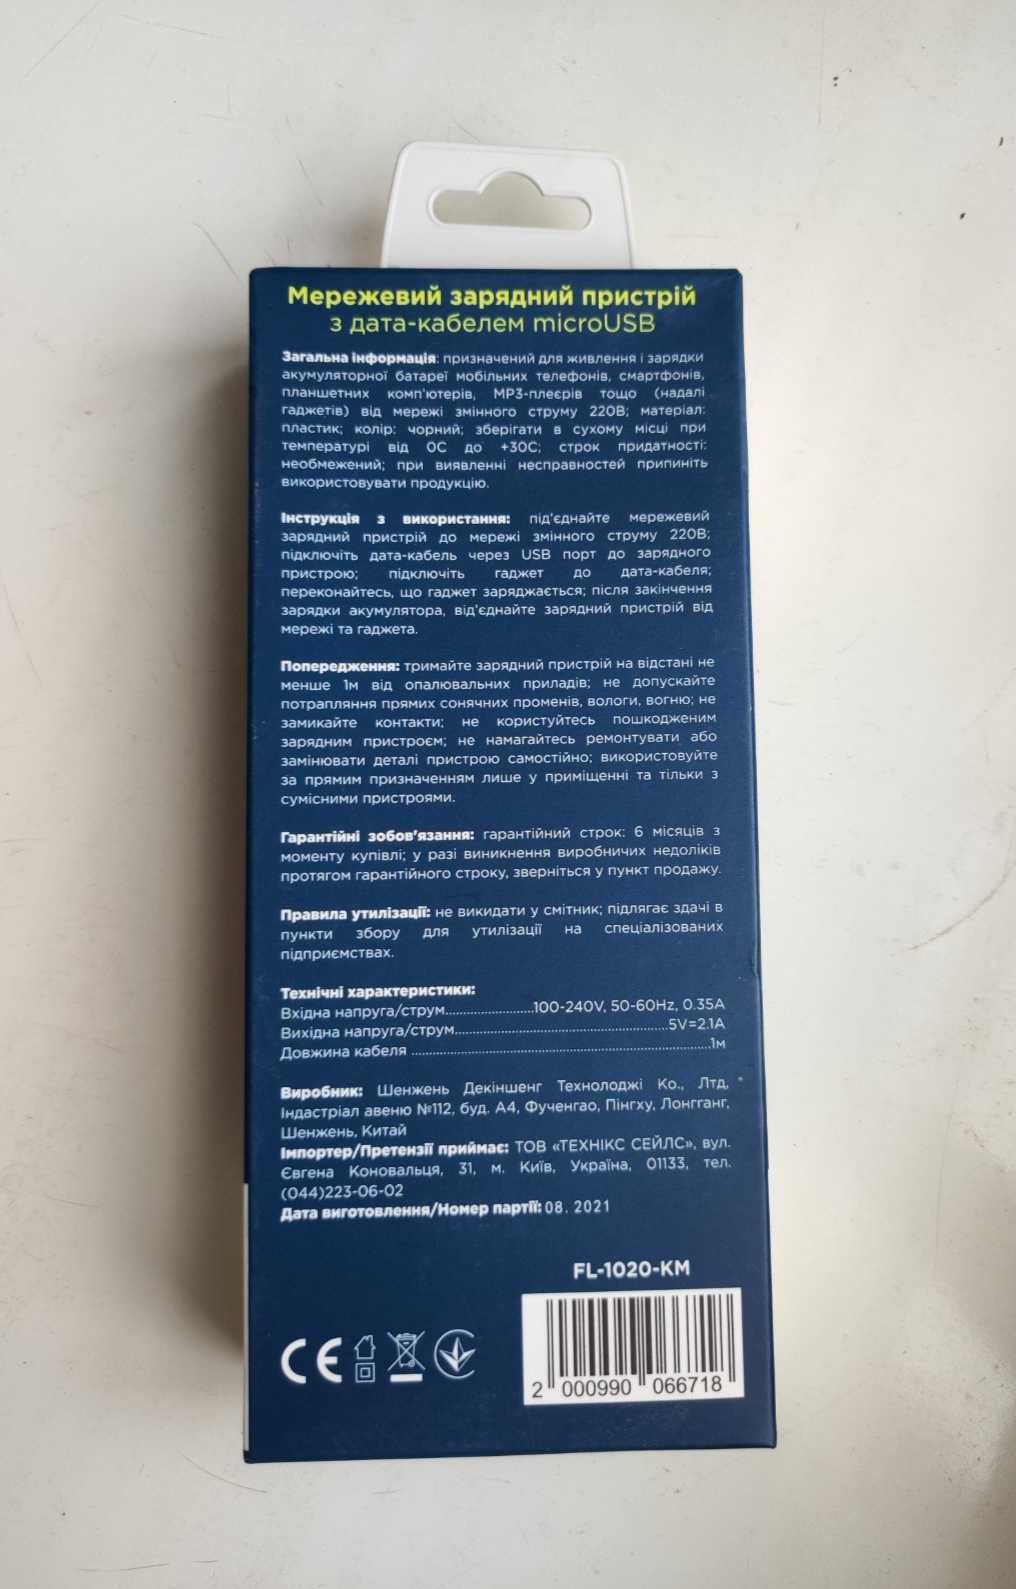 Мережевий зарядний пристрій
з дата-кабелем microUSB
Загальна інформація: призначений для живлення і зарядки
акумуляторної батареї мобільних телефонів, смартфонів,
планшетних комп'ютерів, MP3-плеєрів тощо (надалі
гаджетів) від мережі змінного струму 220В; матеріал:
пластик; колір: чорний; зберігати в сухому місці при
температурі від 0С до +30С; строк придатності:
необмежений; при виявленні несправностей припиніть
використовувати продукцію.
Інструкція з використання: під'єднайте мережевий
зарядний пристрій до мережі змінного струму 220В;
підключіть дата-кабель через USB порт до зарядного
пристрою; підключіть гаджет до дата-кабеля;
переконайтесь, що гаджет заряджається; після закінчення
зарядки акумулятора, від'єднайте зарядний пристрій від
мережі та гаджета.
Попередження: тримайте зарядний пристрій на відстані не
менше 1м від опалювальних приладів; не допускайте
потрапляння прямих сонячних променів, вологи, вогню; не
замикайте контакти; не користуйтесь пошкодженим
зарядним пристроєм; не намагайтесь ремонтувати або
замінювати деталі пристрою самостійно; використовуйте
за прямим призначенням лише у приміщенні та тільки з
сумісними пристроями.
Гарантійні зобов'язання: гарантійний строк: 6 місяців з
моменту купівлі; у разі виникнення виробничих недоліків
протягом гарантійного строку, зверніться у пункт продажу.
Правила утилізації: не викидати у смітник; підлягає здачі в
пункти збору для утилізації на спеціалізованих
підприємствах.
Технічні характеристики:
Вхідна напруга/струм........................100-240V, 50-60Hz, 0.35A
Вихідна напруга/струм..........................................................5V=2.1A
Довжина кабеля ..................................................................................1м
Виробник: Шенжень Декіншенг Технолоджі Ко., Лтд,
Індастріал авеню №112, буд. А4, Фученгао, Пінгху, Лонгганг,
Шенжень, Китай
Імпортер/Претензії приймає: ТОВ «ТЕХНІКС СЕЙЛС», вул.
Євгена Коновальця, 31, м. Київ, Україна, 01133, тел.
(044)223-06-02
Дата виготовлення/Номер партії: 08. 2021
FL-1020-KM
CE
2 000990 066718